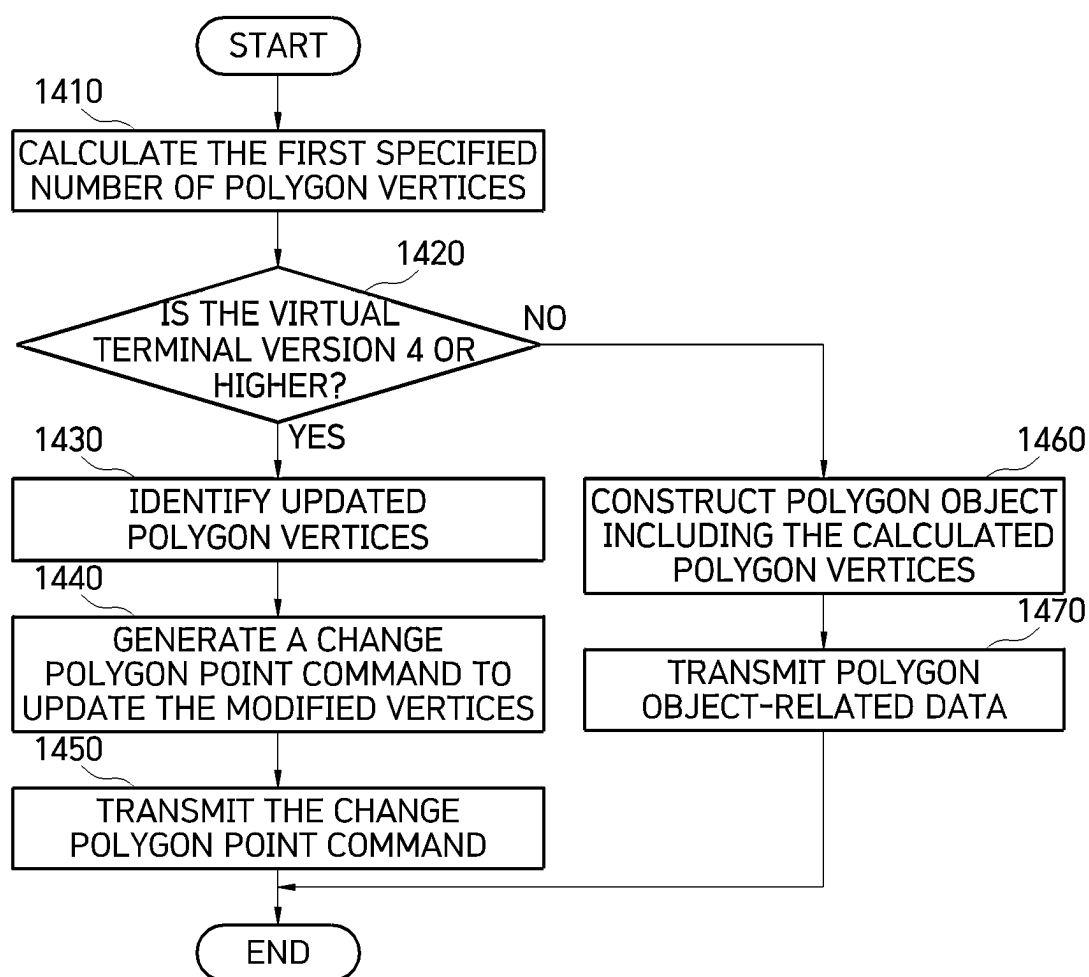 START
1410
CALCULATE THE FIRST SPECIFIED
NUMBER OF POLYGON VERTICES
1420
IS THE VIRTUAL
TERMINAL VERSION 4 OR
HIGHER?
NO
YES
1430
IDENTIFY UPDATED
POLYGON VERTICES
1440
GENERATE A CHANGE
POLYGON POINT COMMAND TO
UPDATE THE MODIFIED VERTICES
1450
TRANSMIT THE CHANGE
POLYGON POINT COMMAND
1460
CONSTRUCT POLYGON OBJECT
INCLUDING THE CALCULATED
POLYGON VERTICES
1470
TRANSMIT POLYGON
OBJECT-RELATED DATA
END